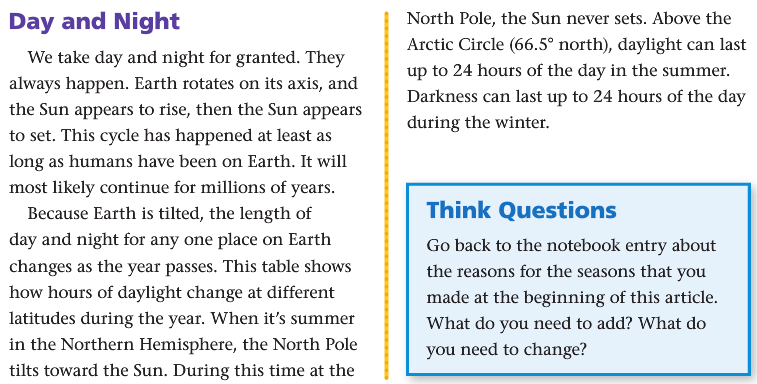 Day and Night
We take day and night for granted. They
always happen. Earth rotates on its axis, and
the Sun appears to rise, then the Sun appears
to set. This cycle has happened at least as
long as humans have been on Earth. It will
most likely continue for millions of years.
Because Earth is tilted, the length of
day and night for any one place on Earth
changes as the year passes. This table shows
how hours of daylight change at different
latitudes during the year. When it's summer
in the Northern Hemisphere, the North Pole
tilts toward the Sun. During this time at the
North Pole, the Sun never sets. Above the
Arctic Circle (66.5° north), daylight can last
up to 24 hours of the day in the summer.
Darkness can last up to 24 hours of the day
during the winter.
Think Questions
Go back to the notebook entry about
the reasons for the seasons that you
made at the beginning of this article.
What do you need to add? What do
you need to change?